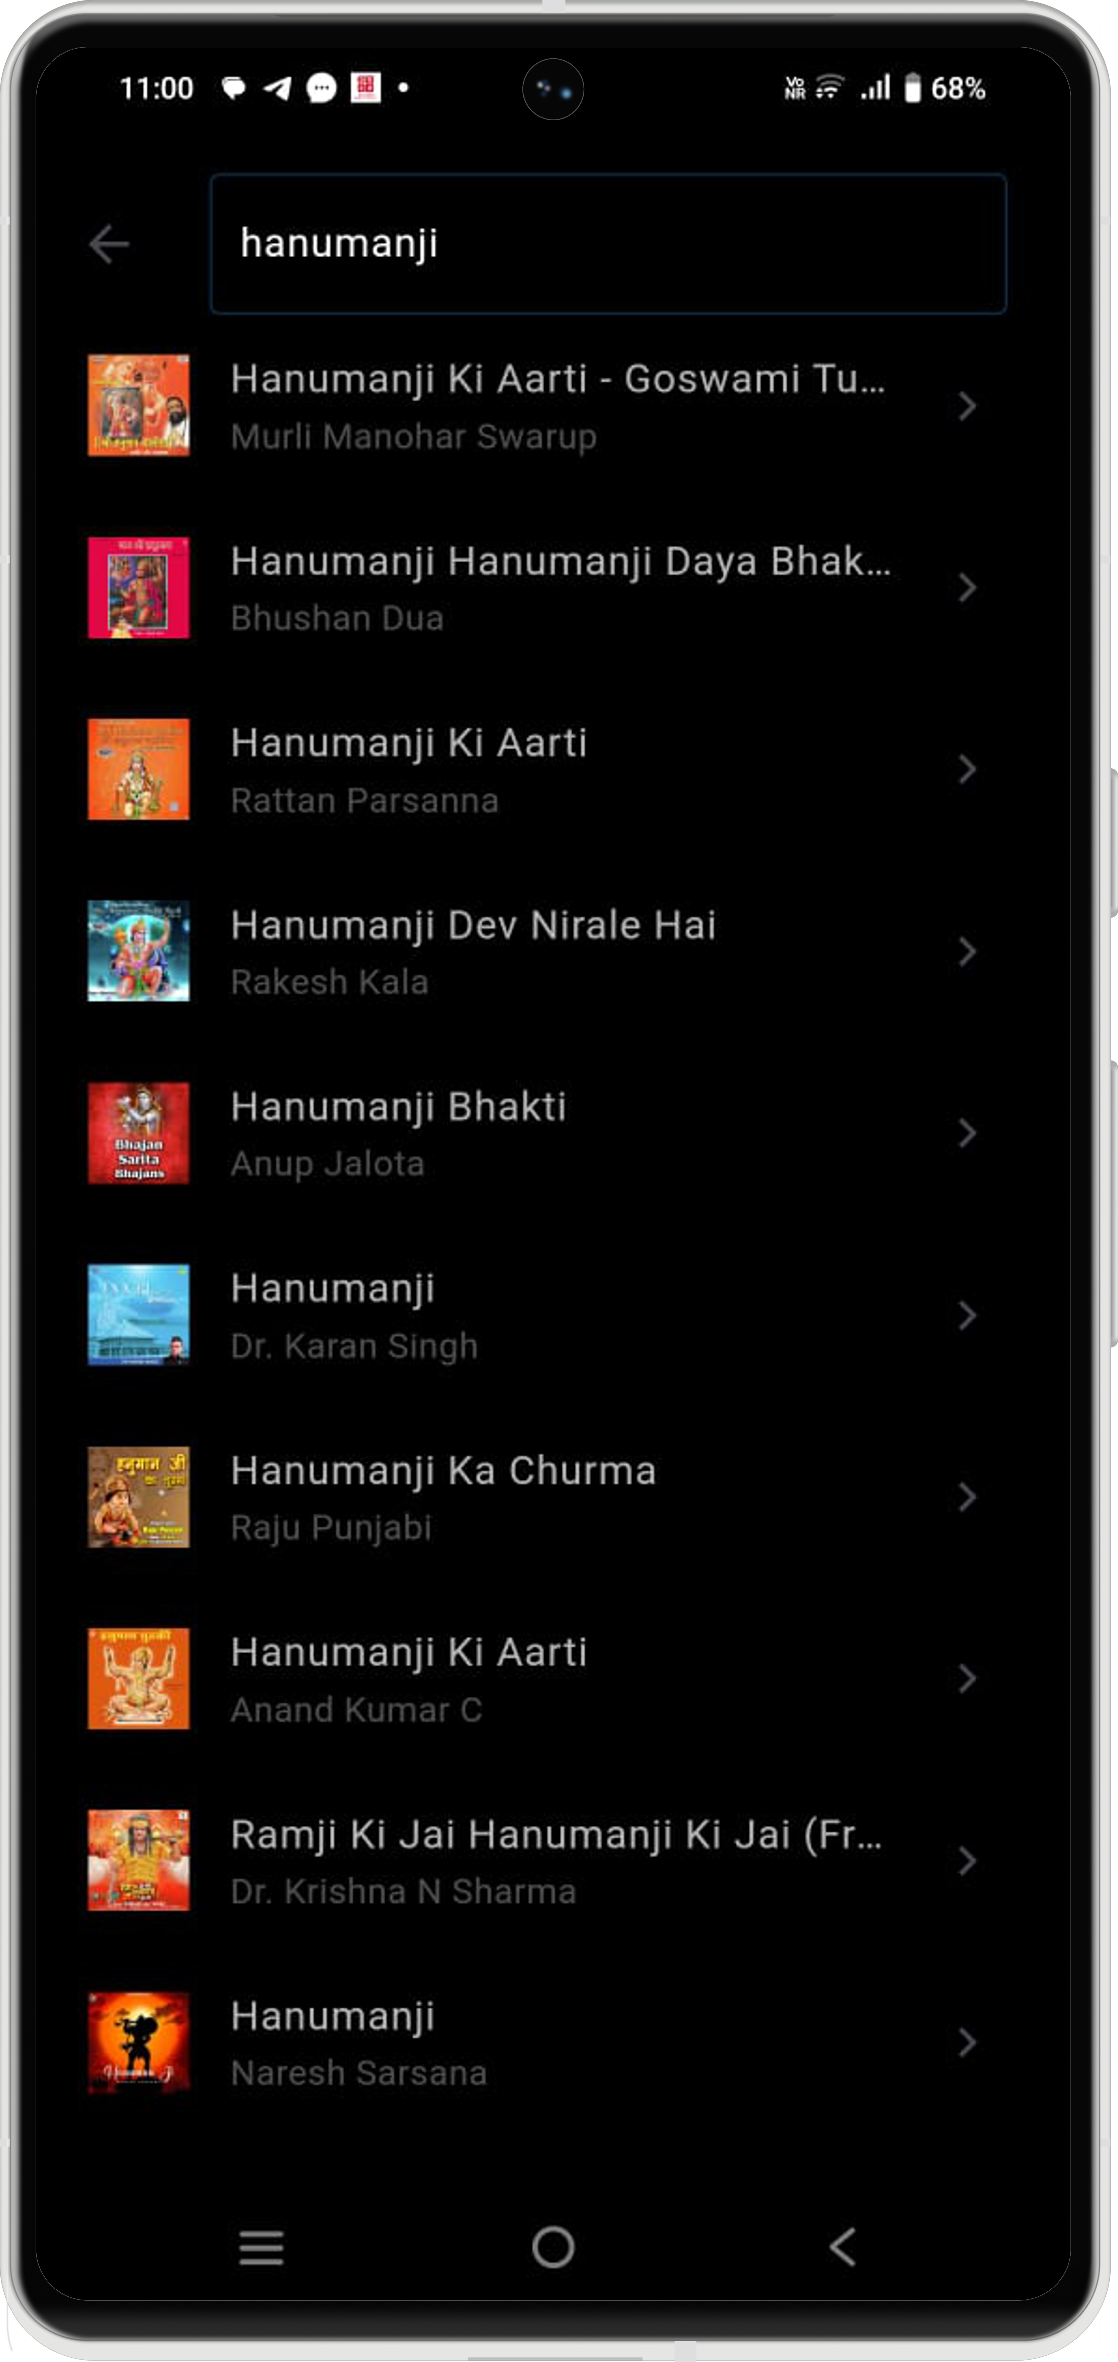 11:00
Vo
NR
68%
hanumanji
Hanumanji Ki Aarti - Goswami Tu...
Murli Manohar Swarup
Hanumanji Hanumanji Daya Bhak...
Bhushan Dua
Hanumanji Ki Aarti
Rattan Parsanna
Hanumanji Dev Nirale Hai
Rakesh Kala
Bhajan
Sarita
Bhajans
Hanumanji Bhakti
Anup Jalota
Hanumanji
Dr. Karan Singh
हनुमान जी
Hanumanji Ka Churma
Raju Punjabi
Hanumanji Ki Aarti
Anand Kumar C
Ramji Ki Jai Hanumanji Ki Jai (Fr...
Dr. Krishna N Sharma
Hanumanji
Naresh Sarsana